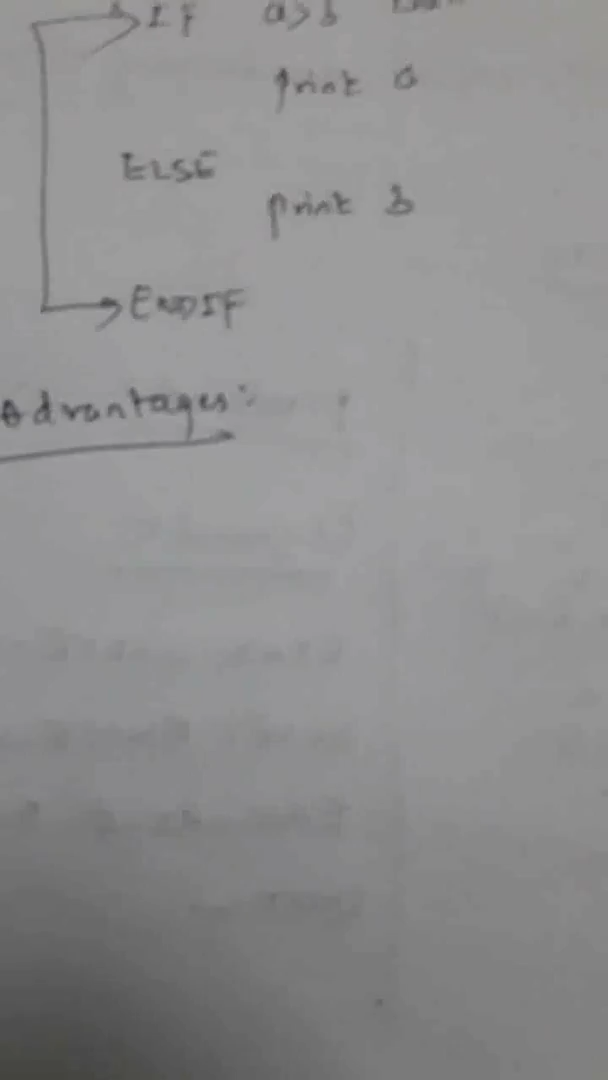 IF a>b
print a
ELSE
print b
ENDIF
Advantages: